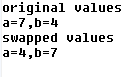 original values
a=7,b=4
swapped values
a=4,b=7